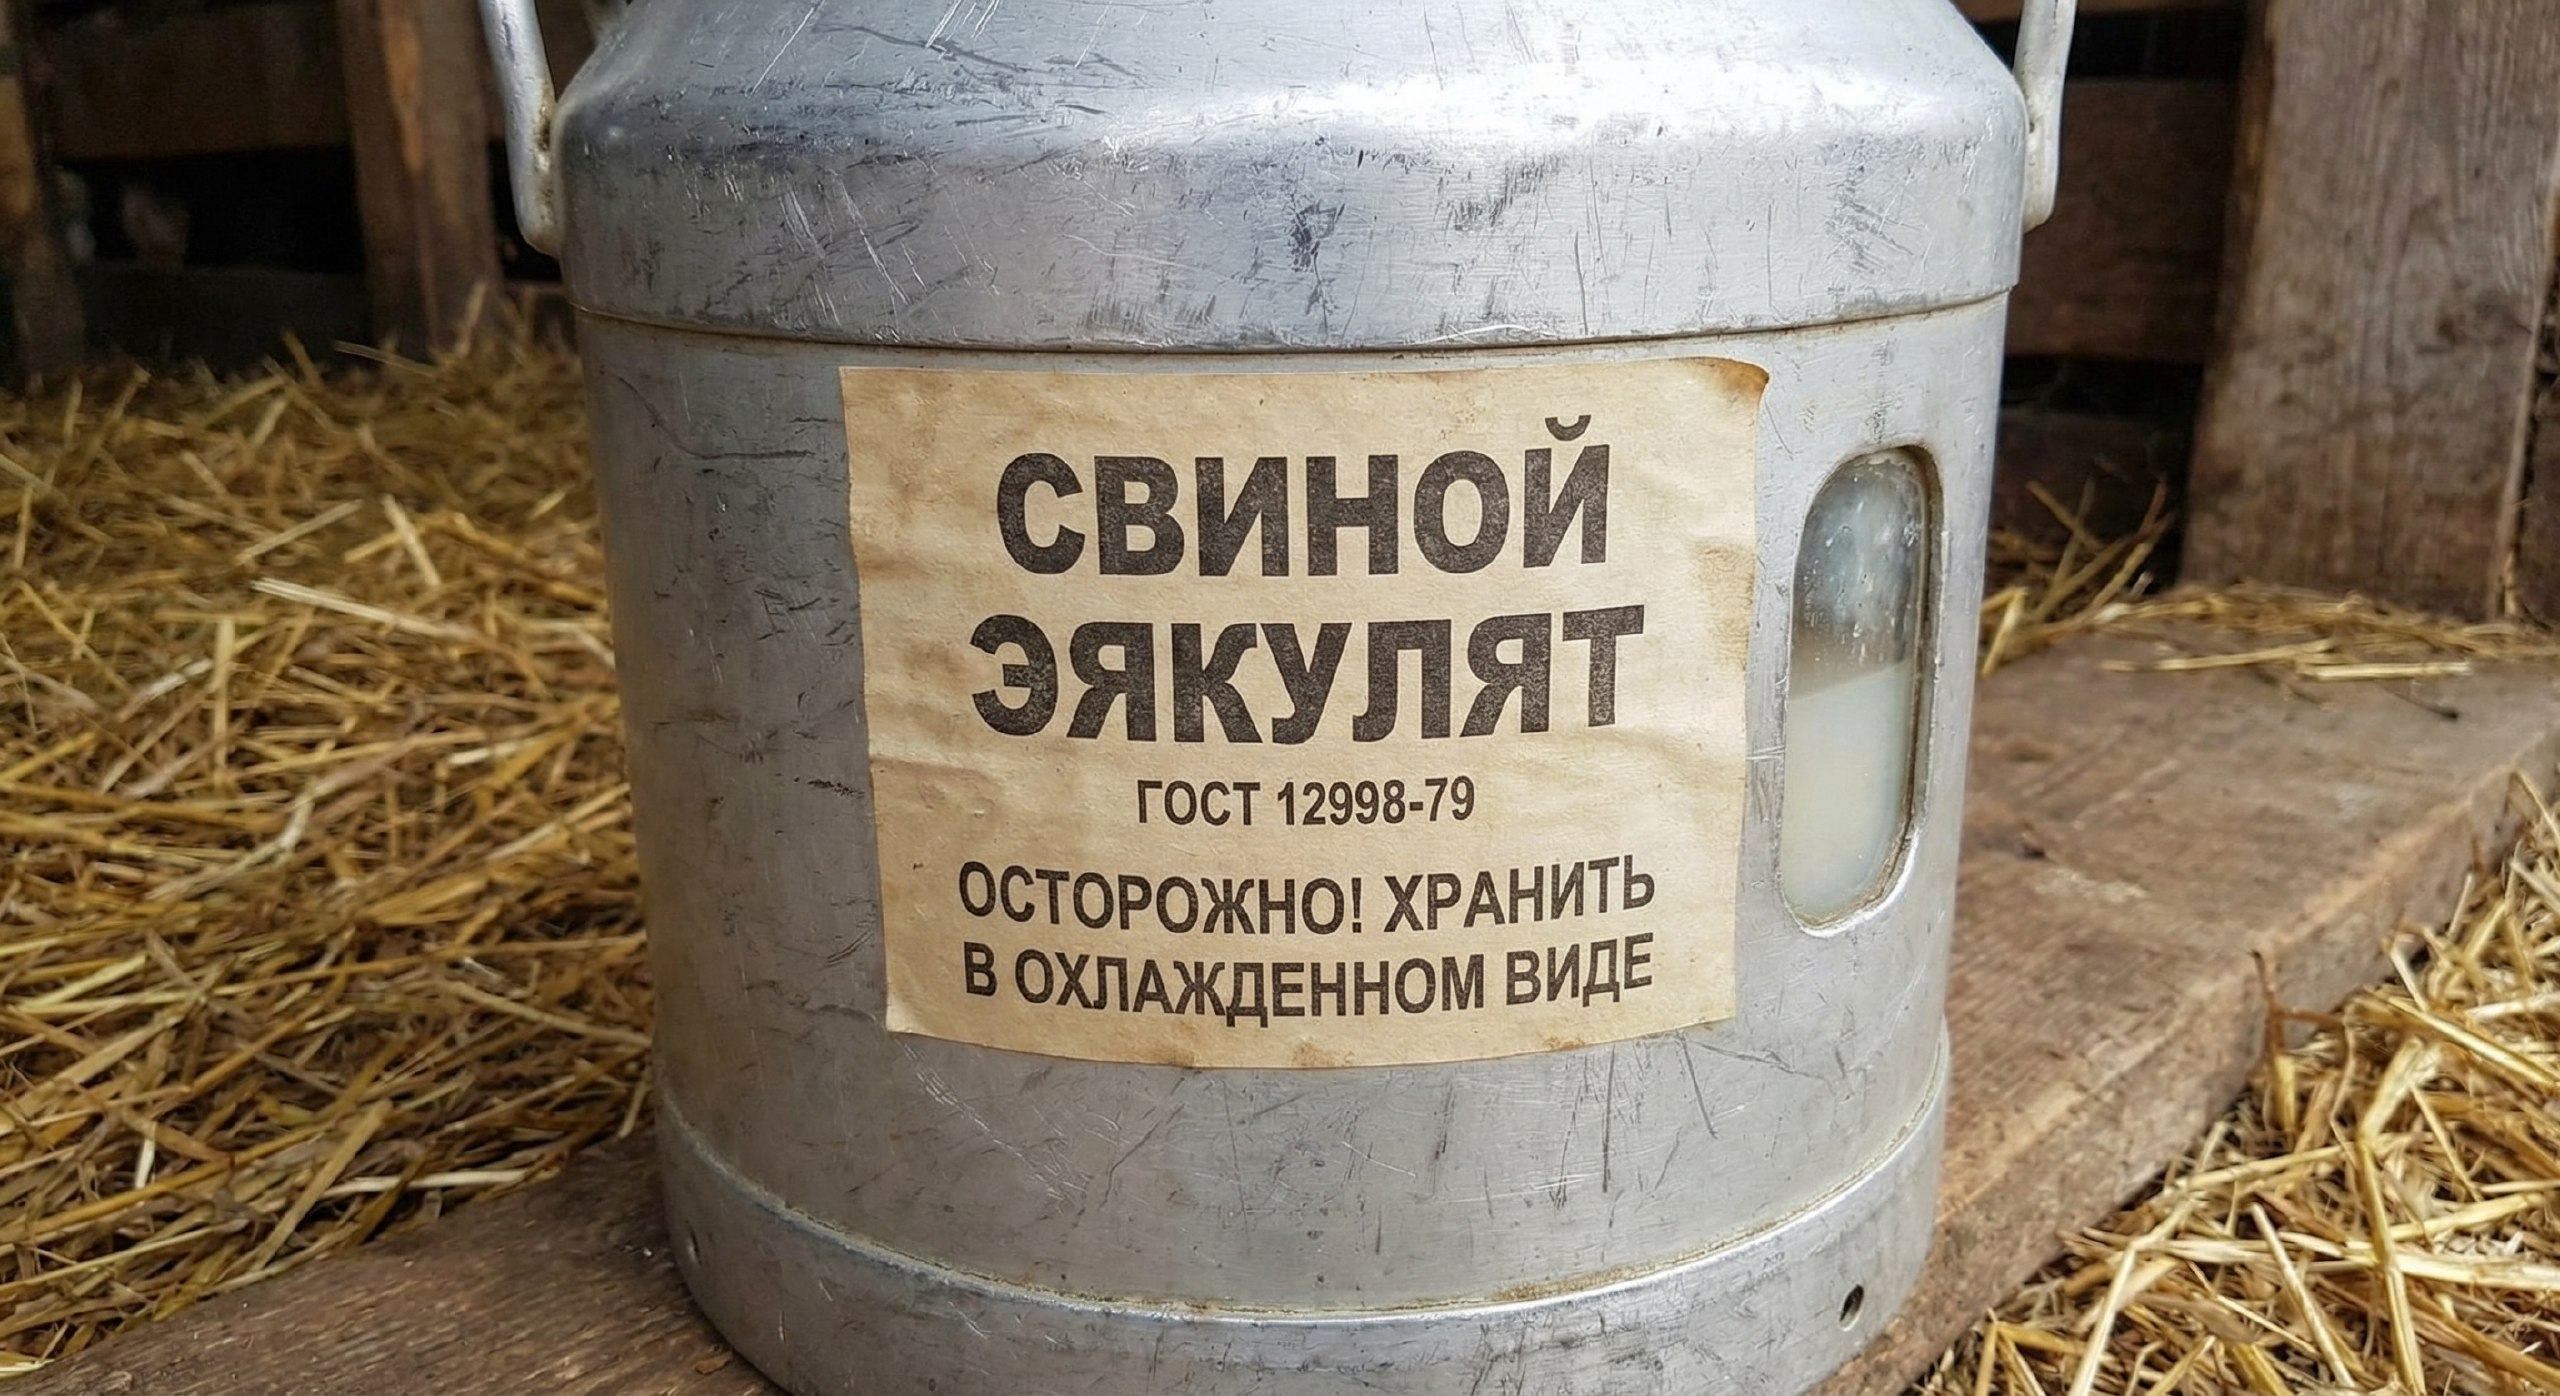 СВИНОЙ
ЭЯКУЛЯТ
ГОСТ 12998-79
ОСТОРОЖНО! ХРАНИТЬ
В ОХЛАЖДЕННОМ ВИДЕ